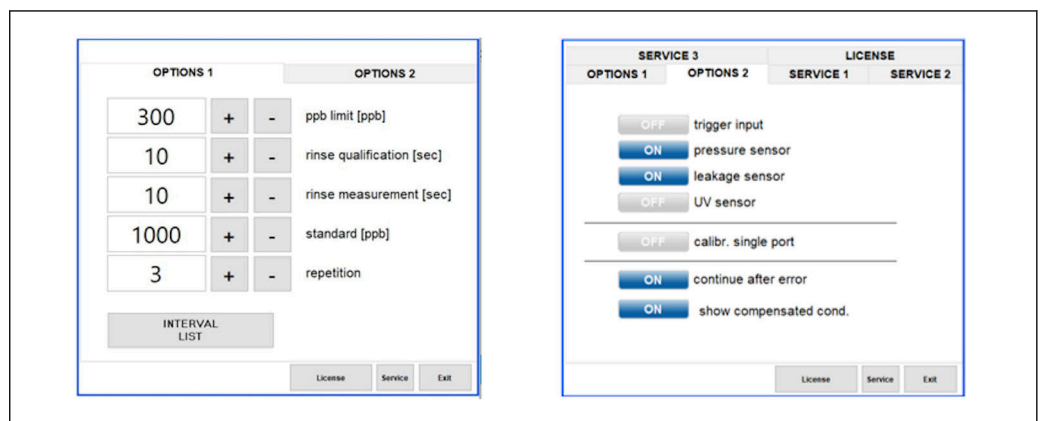 OPTIONS 1 OPTIONS 2
300 + - ppb limit [ppb]
10 + - rinse qualification [sec]
10 + - rinse measurement [sec]
1000 + - standard [ppb]
3 + - repetition
INTERVAL
LIST
License Service Exit
SERVICE 3 LICENSE
OPTIONS 1 OPTIONS 2 SERVICE 1 SERVICE 2
OFF trigger input
ON pressure sensor
ON leakage sensor
OFF UV sensor
OFF calibr. single port
ON continue after error
ON show compensated cond.
License Service Exit